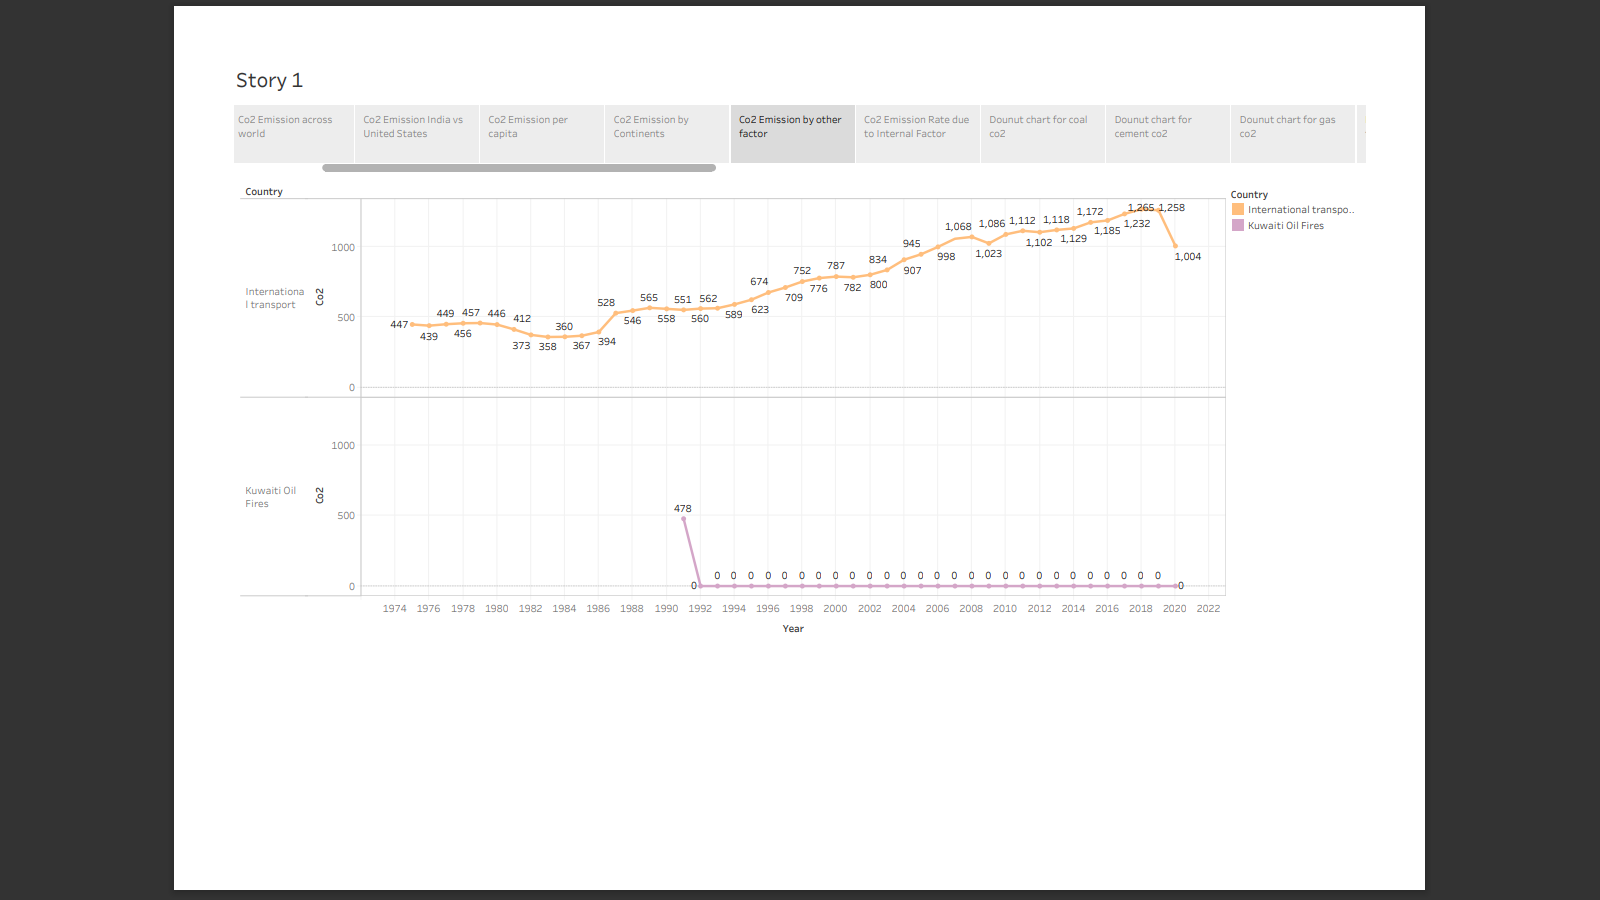 Story 1
Co2 Emission across
world
Co2 Emission India vs
United States
Co2 Emission per
capita
Co2 Emission by
Continents
Co2 Emission by other
factor
Co2 Emission Rate due
to Internal Factor
Dounut chart for coal
co2
Dounut chart for
cement co2
Dounut chart for gas
co2
Country
Internationa
l transport
Co2
1000
500
0
447
439
449
456
457
446
412
373
358
360
367
394
528
546
565
558
551
560
562
589
623
674
709
752
776
787
782
800
834
907
945
998
1,068
1,023
1,086
1,112
1,102
1,118
1,129
1,172
1,185
1,232
1,265
1,258
1,004
Kuwaiti Oil
Fires
Co2
1000
500
0
478
0 0 0 0 0 0 0 0 0 0 0 0 0 0 0 0 0 0 0 0 0 0 0 0 0 0 0 0 0
1974 1976 1978 1980 1982 1984 1986 1988 1990 1992 1994 1996 1998 2000 2002 2004 2006 2008 2010 2012 2014 2016 2018 2020 2022
Year
Country
International transpo..
Kuwaiti Oil Fires